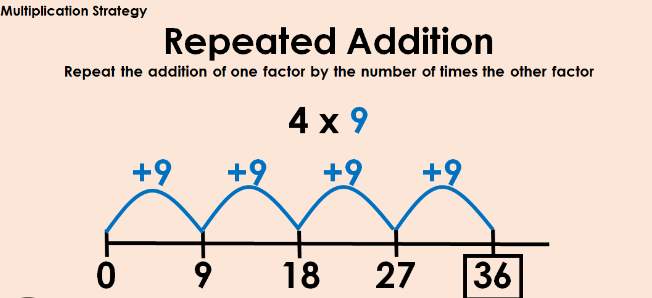 Multiplication Strategy
Repeated Addition
Repeat the addition of one factor by the number of times the other factor
4 x 9
+9 +9 +9 +9
0 9 18 27 36